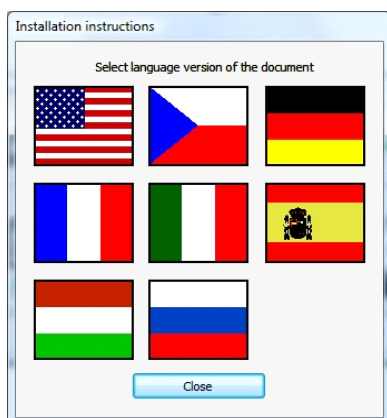 Installation instructions
Select language version of the document
Close